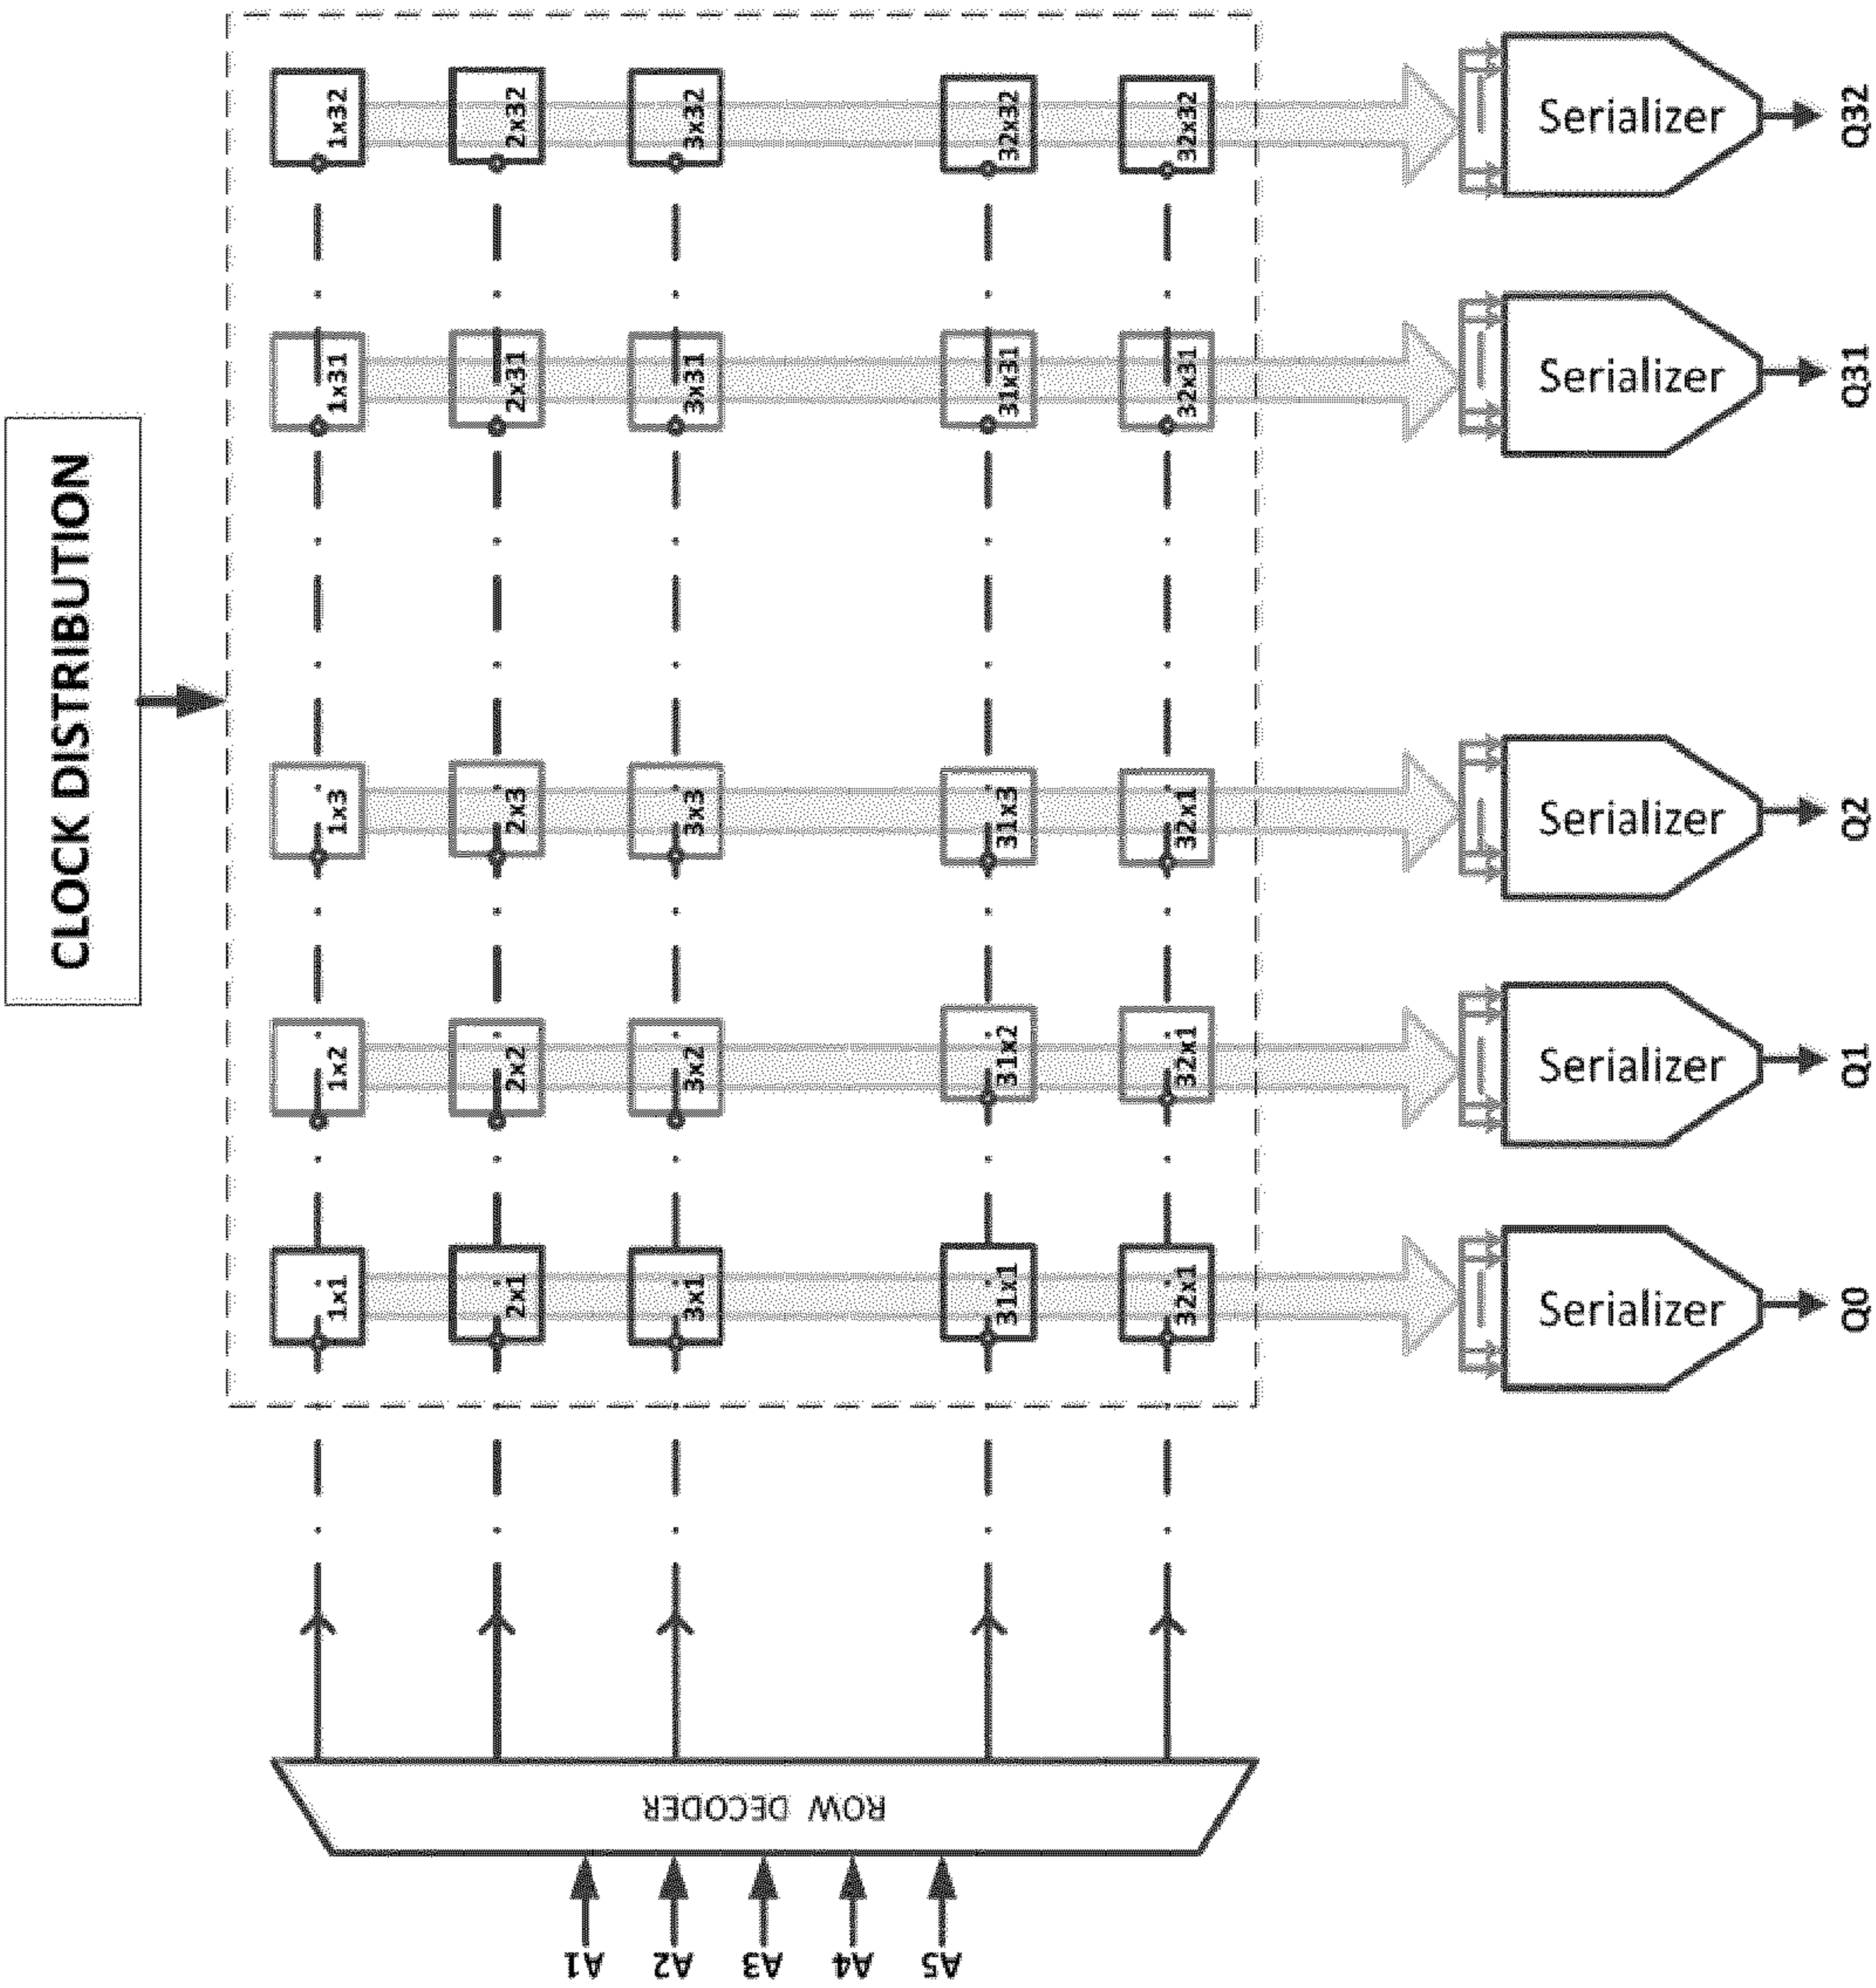 CLOCK DISTRIBUTION
1x1
1x2
1x3
1x31
1x32
2x1
2x2
2x3
2x31
2x32
3x1
3x2
3x3
3x31
3x32
31x1
31x2
31x3
31x31
32x32
32x1
32x1
32x1
32x31
32x32
ROW DECODER
A1
A2
A3
A4
A5
Serializer
Serializer
Serializer
Serializer
Serializer
Q0
Q1
Q2
Q31
Q32